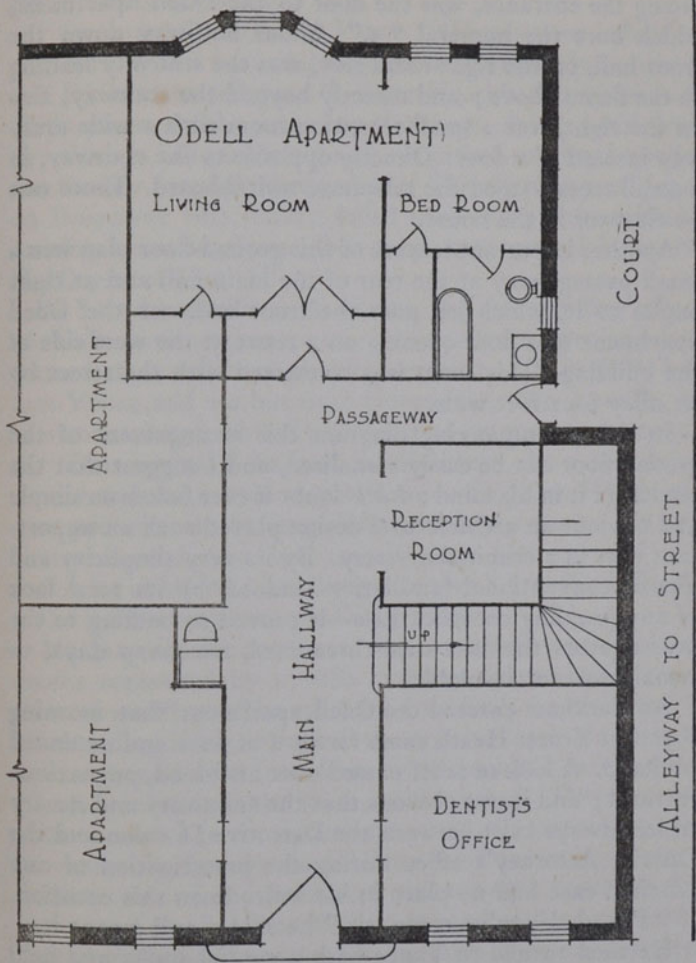 ODELL APARTMENT
LIVING ROOM
BED ROOM
COURT
APARTMENT
PASSAGEWAY
RECEPTION
ROOM
UP
MAIN HALLWAY
APARTMENT
DENTIST'S
OFFICE
ALLEYWAY TO STREET